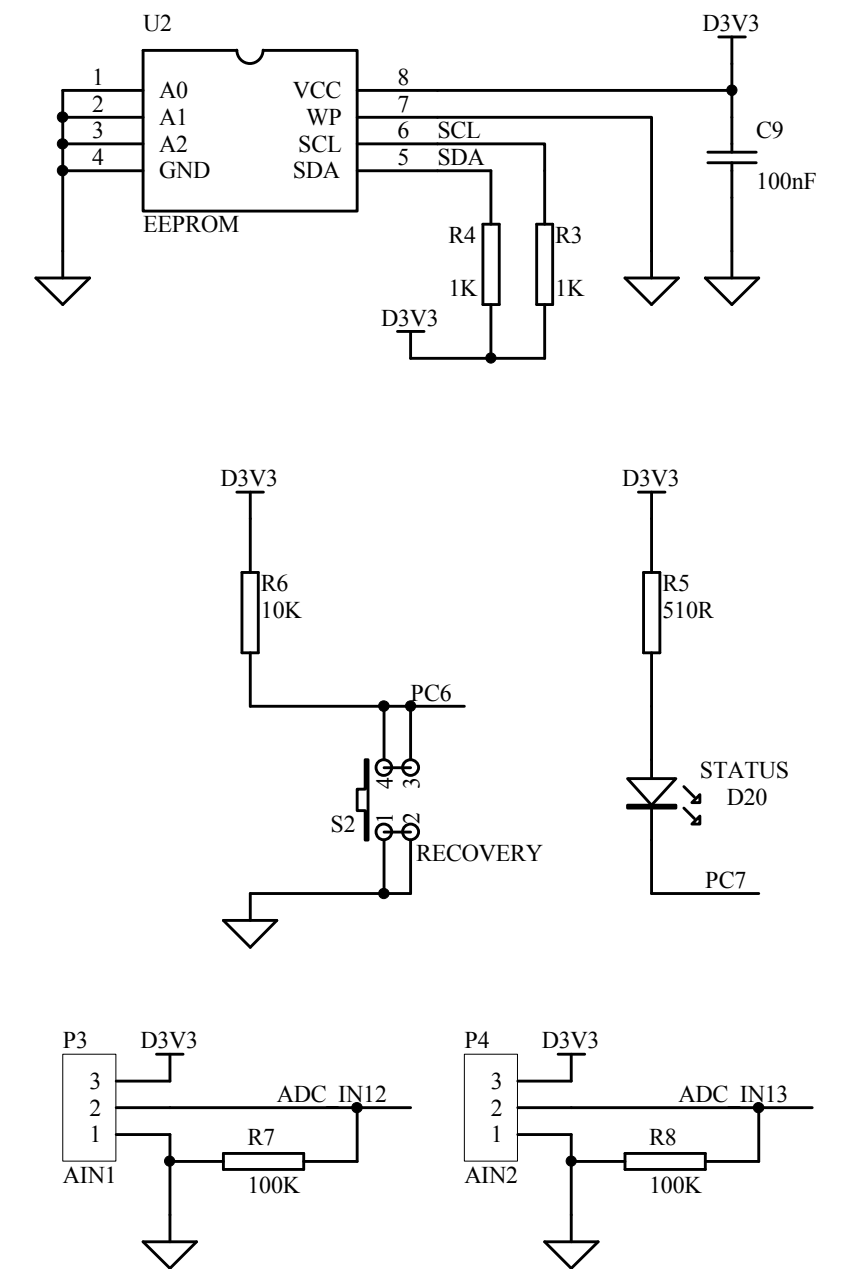 U2
D3V3
1 A0 VCC 8
2 A1 WP 7
3 A2 SCL 6 SCL
4 GND SDA 5 SDA
C9
100nF
EEPROM
R4
R3
1K
1K
D3V3
D3V3
D3V3
R6
10K
R5
510R
PC6
4
3
STATUS
D20
S2
1
2
RECOVERY
PC7
P3
D3V3
3
2
1
ADC_IN12
R7
100K
AIN1
P4
D3V3
3
2
1
ADC_IN13
R8
100K
AIN2